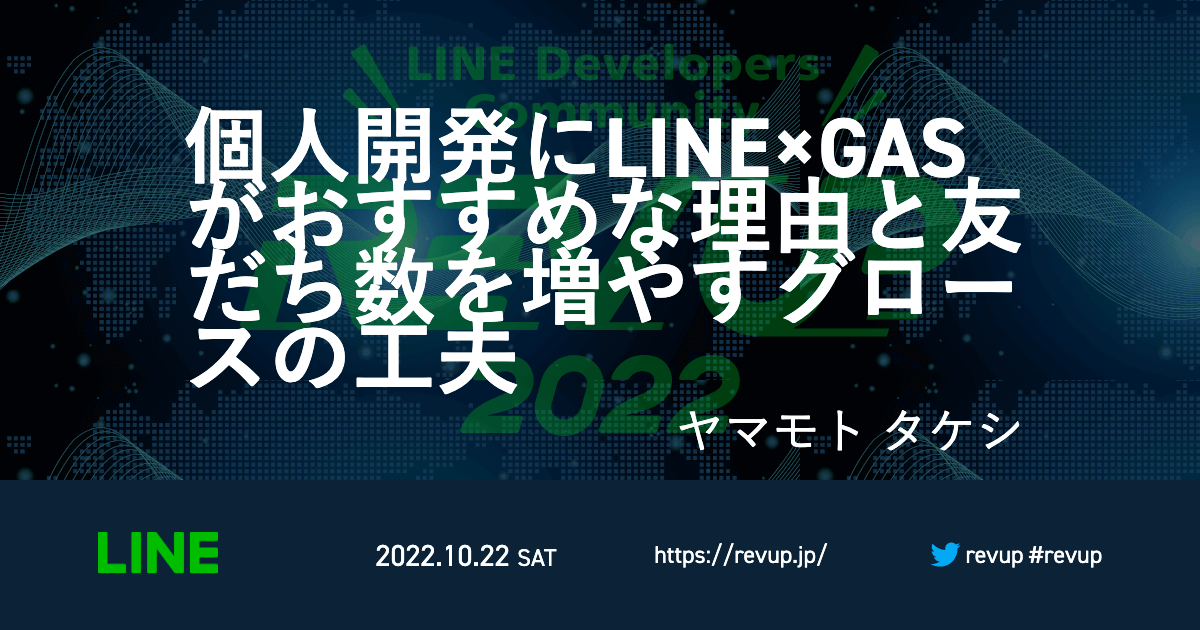 LINE Developers
Community
個人開発にLINE×GAS
がおすすめな理由と友
だち数を増やすグロー
スの工夫
2022
ヤマモト タケシ
LINE
2022.10.22 SAT
https://revup.jp/
revup #revup